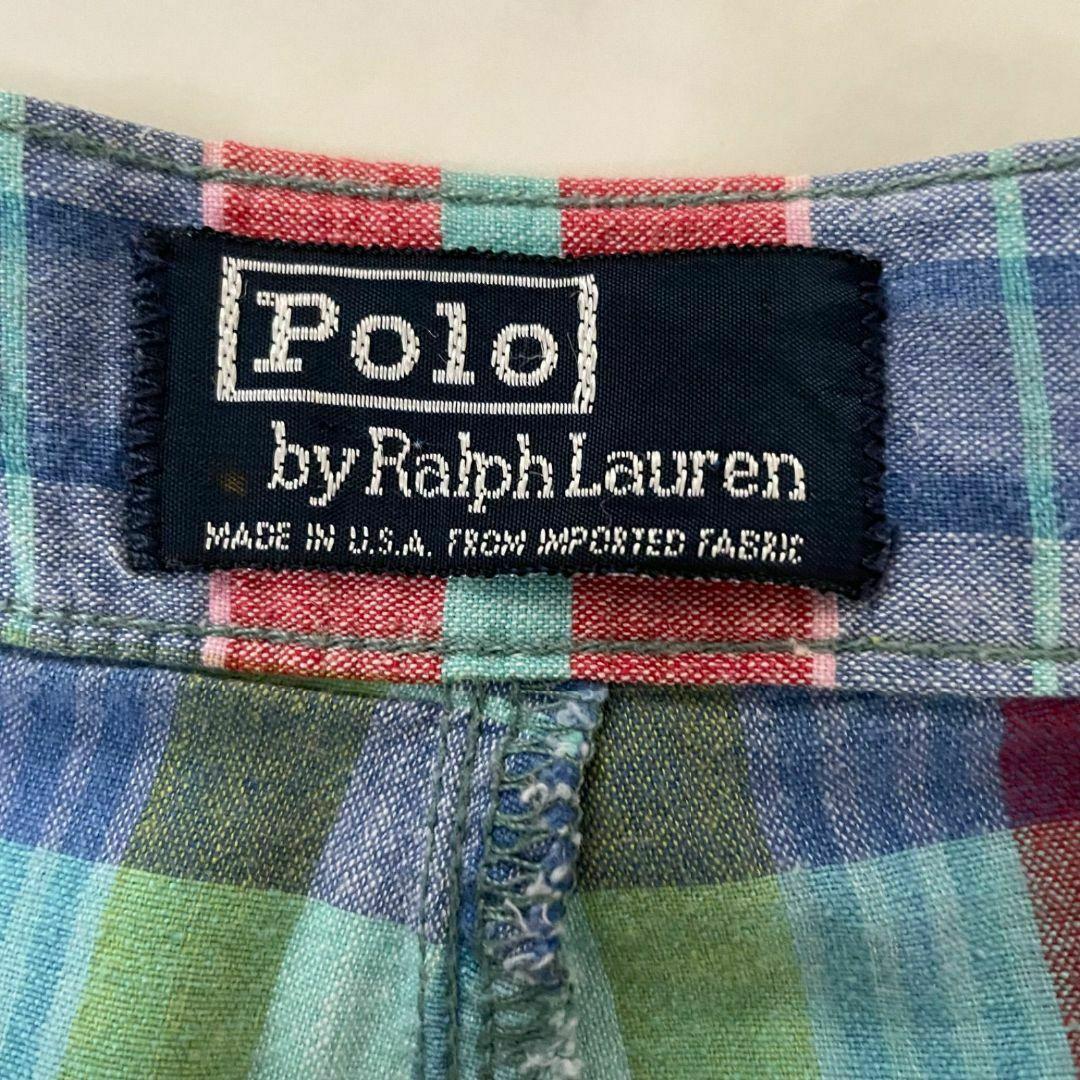 Polo
by Ralph Lauren
MADE IN U.S.A. FROM IMPORTED FABRIC